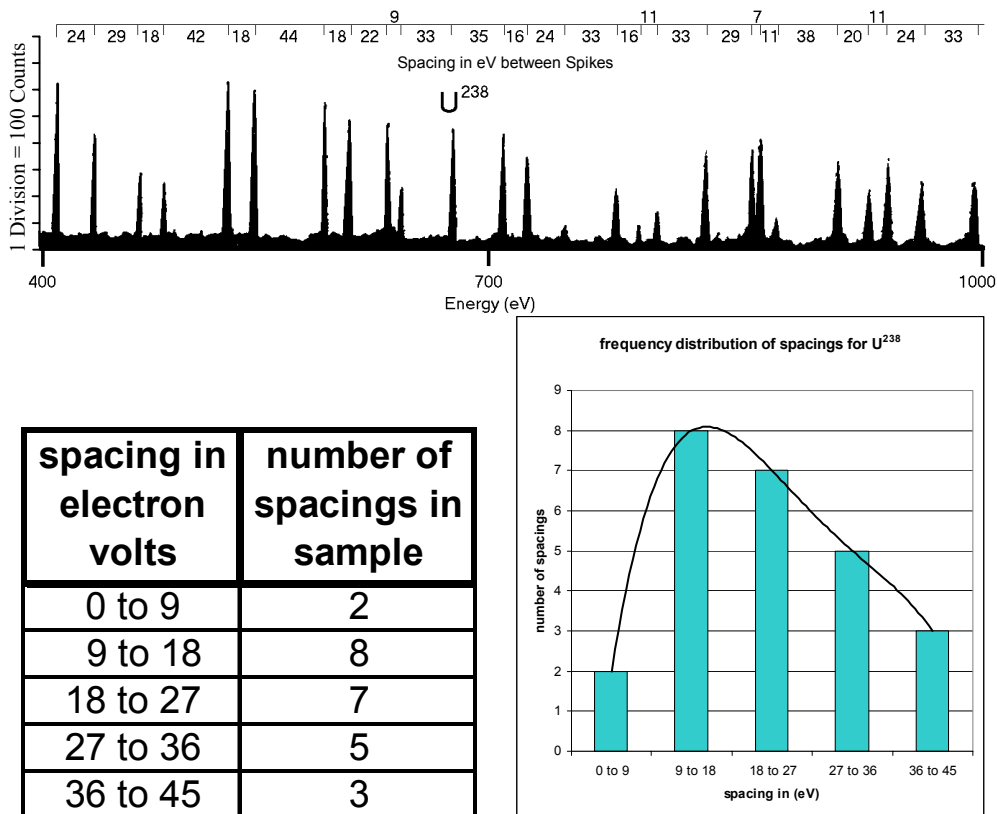 9 11 7 11
24 29 18 42 18 44 18 22 33 35 16 24 33 16 33 29 11 38 20 24 33
Spacing in eV between Spikes
U238
1 Division = 100 Counts
400 700 1000
Energy (eV)
spacing in electron volts
number of spacings in sample
0 to 9 2
9 to 18 8
18 to 27 7
27 to 36 5
36 to 45 3
frequency distribution of spacings for U238
number of spacings
9
8
7
6
5
4
3
2
1
0
0 to 9 9 to 18 18 to 27 27 to 36 36 to 45
spacing in (eV)